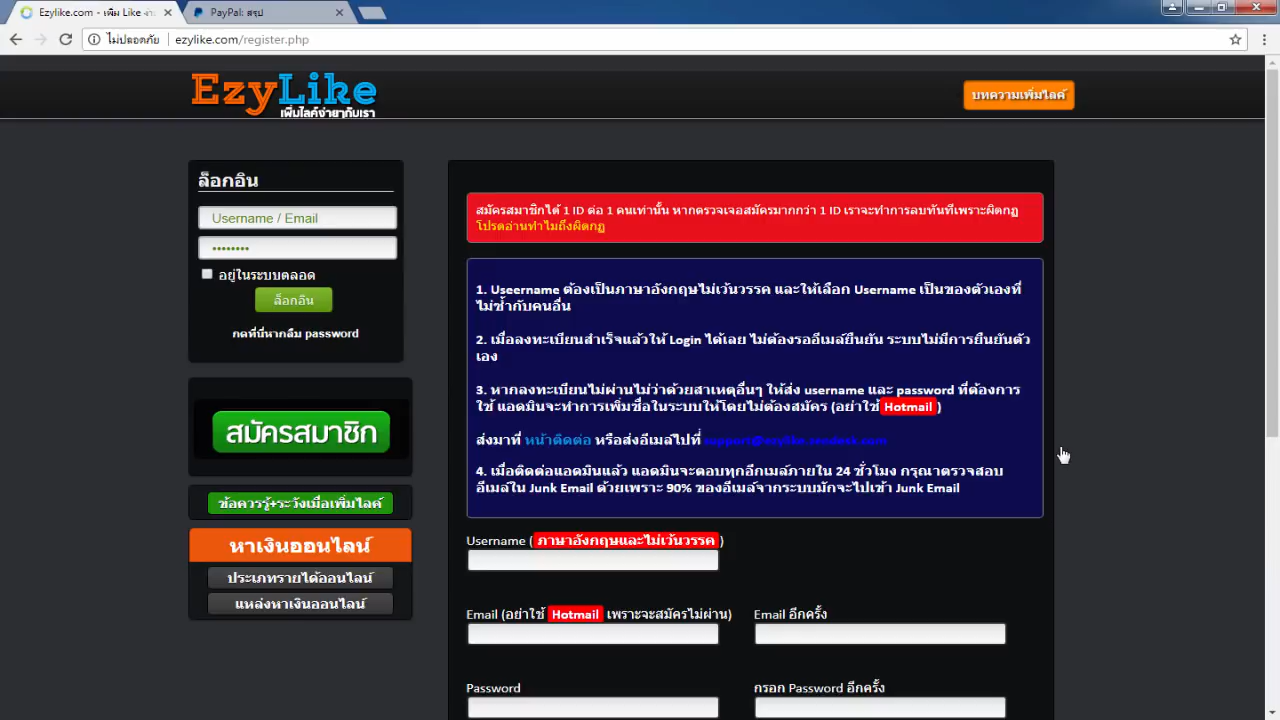 Ezylike.com - เพิ่ม Like ง่า
PayPal: สรุป
ไม่ปลอดภัย
ezylike.com/register.php
EzyLike
เพิ่มไลค์ง่ายๆกับเรา
บทความเพิ่มไลค์
ล็อกอิน
Username / Email
••••••••
อยู่ในระบบตลอด
ล็อกอิน
กดที่นี่หากลืม password
สมัครสมาชิก
ข้อควรรู้+ระวังเมื่อเพิ่มไลค์
หาเงินออนไลน์
ประเภทรายได้ออนไลน์
แหล่งหาเงินออนไลน์
สมัครสมาชิกได้ 1 ID ต่อ 1 คนเท่านั้น หากตรวจเจอสมัครมากกว่า 1 ID เราจะทำการลบทันทีเพราะผิดกฏ
โปรดอ่านทำไมถึงผิดกฏ
1. Useername ต้องเป็นภาษาอังกฤษไม่เว้นวรรค และให้เลือก Username เป็นของตัวเองที่
ไม่ซ้ำกับคนอื่น
2. เมื่อลงทะเบียนสำเร็จแล้วให้ Login ได้เลย ไม่ต้องรออีเมล์ยืนยัน ระบบไม่มีการยืนยันตัว
เอง
3. หากลงทะเบียนไม่ผ่านไม่ว่าด้วยสาเหตุอื่นๆ ให้ส่ง username และ password ที่ต้องการ
ใช้ แอดมินจะทำการเพิ่มชื่อในระบบให้โดยไม่ต้องสมัคร (อย่าใช้ Hotmail )
ส่งมาที่ หน้าติดต่อ หรือส่งอีเมล์ไปที่ support@ezylike.zendesk.com
4. เมื่อติดต่อแอดมินแล้ว แอดมินจะตอบทุกอีเมล์ภายใน 24 ชั่วโมง กรุณาตรวจสอบ
อีเมล์ใน Junk Email ด้วยเพราะ 90% ของอีเมล์จากระบบมักจะไปเข้า Junk Email
Username ( ภาษาอังกฤษและไม่เว้นวรรค )
Email (อย่าใช้ Hotmail เพราะจะสมัครไม่ผ่าน)
Email อีกครั้ง
Password
กรอก Password อีกครั้ง